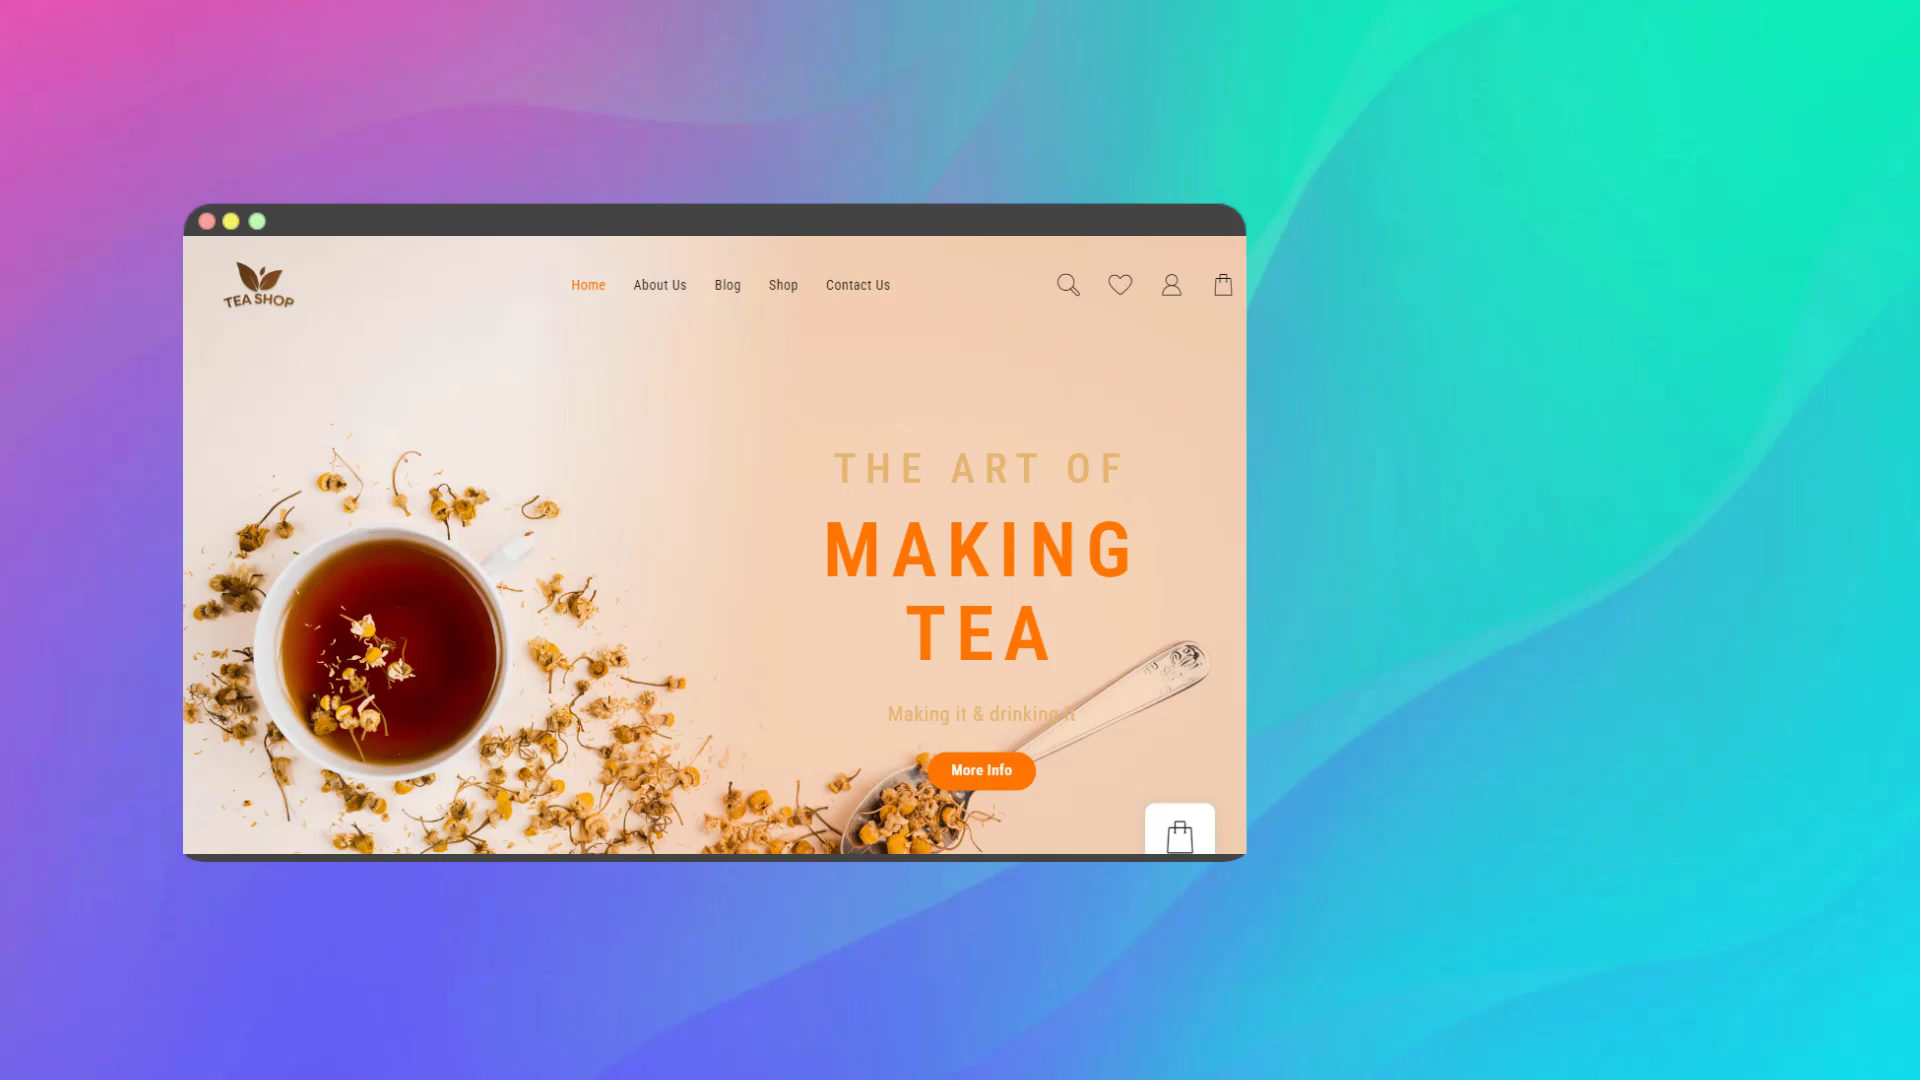 TEA SHOP
Home About Us Blog Shop Contact Us
THE ART OF
MAKING
TEA
Making it & drinking it
More Info